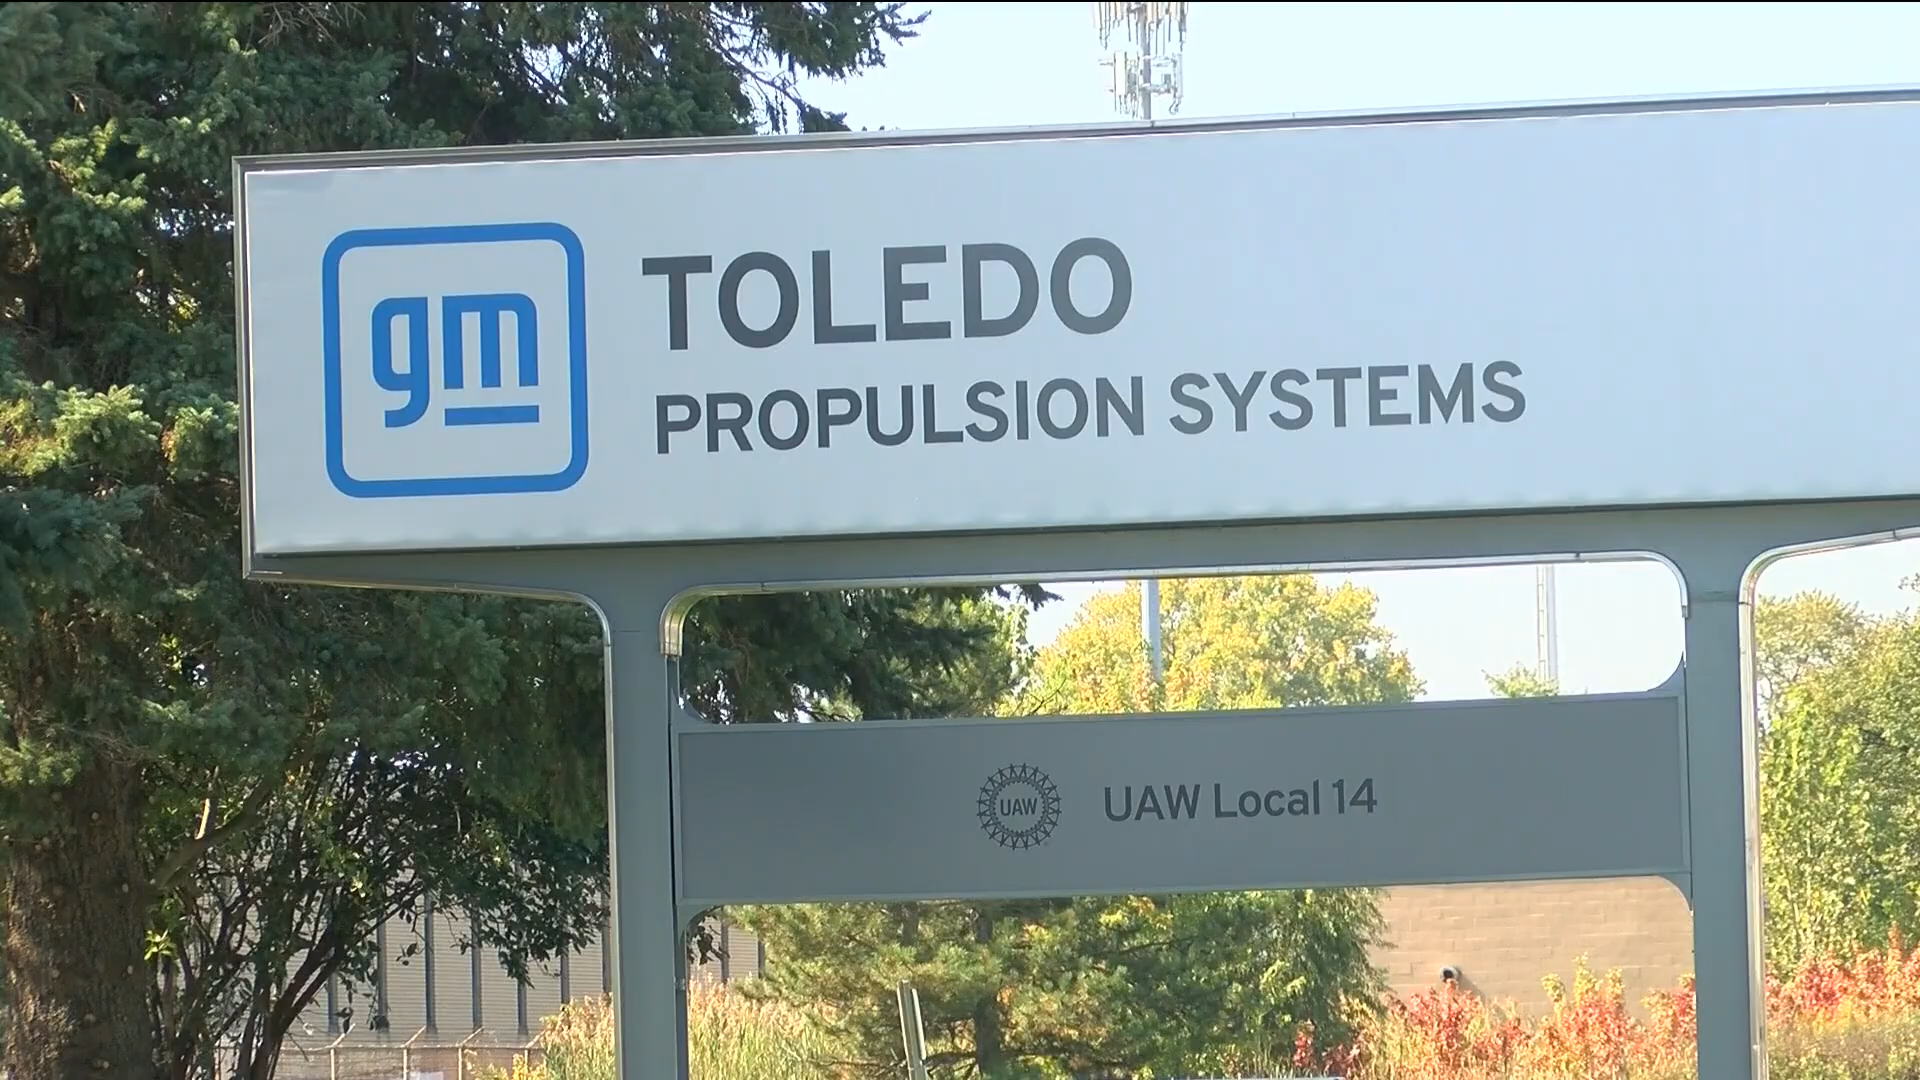 gm
TOLEDO
PROPULSION SYSTEMS
UAW
UAW Local 14